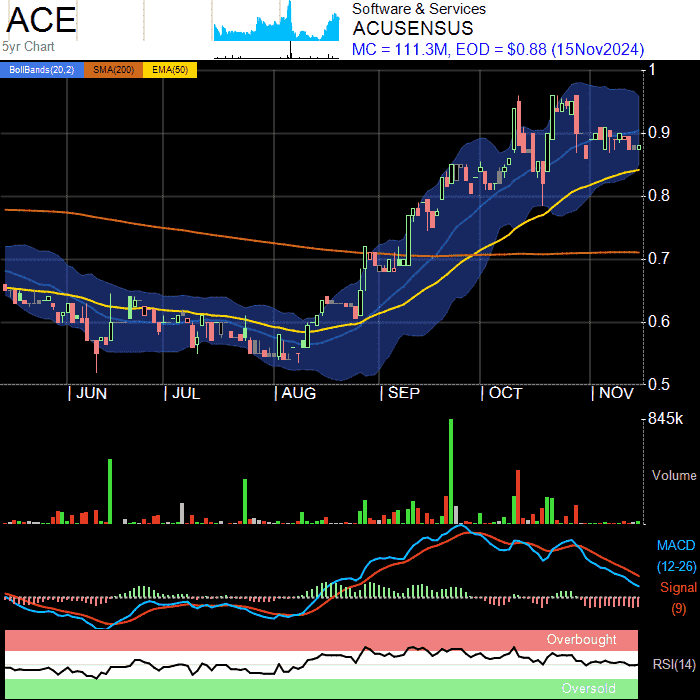 ACE
5yr Chart
Software & Services
ACUSENSUS
MC = 111.3M, EOD = $0.88 (15Nov2024)
BollBands(20,2) SMA(200) EMA(50)
1
0.9
0.8
0.7
0.6
0.5
JUN JUL AUG SEP OCT NOV
845k
Volume
MACD
(12-26)
Signal
(9)
Overbought
RSI(14)
Oversold